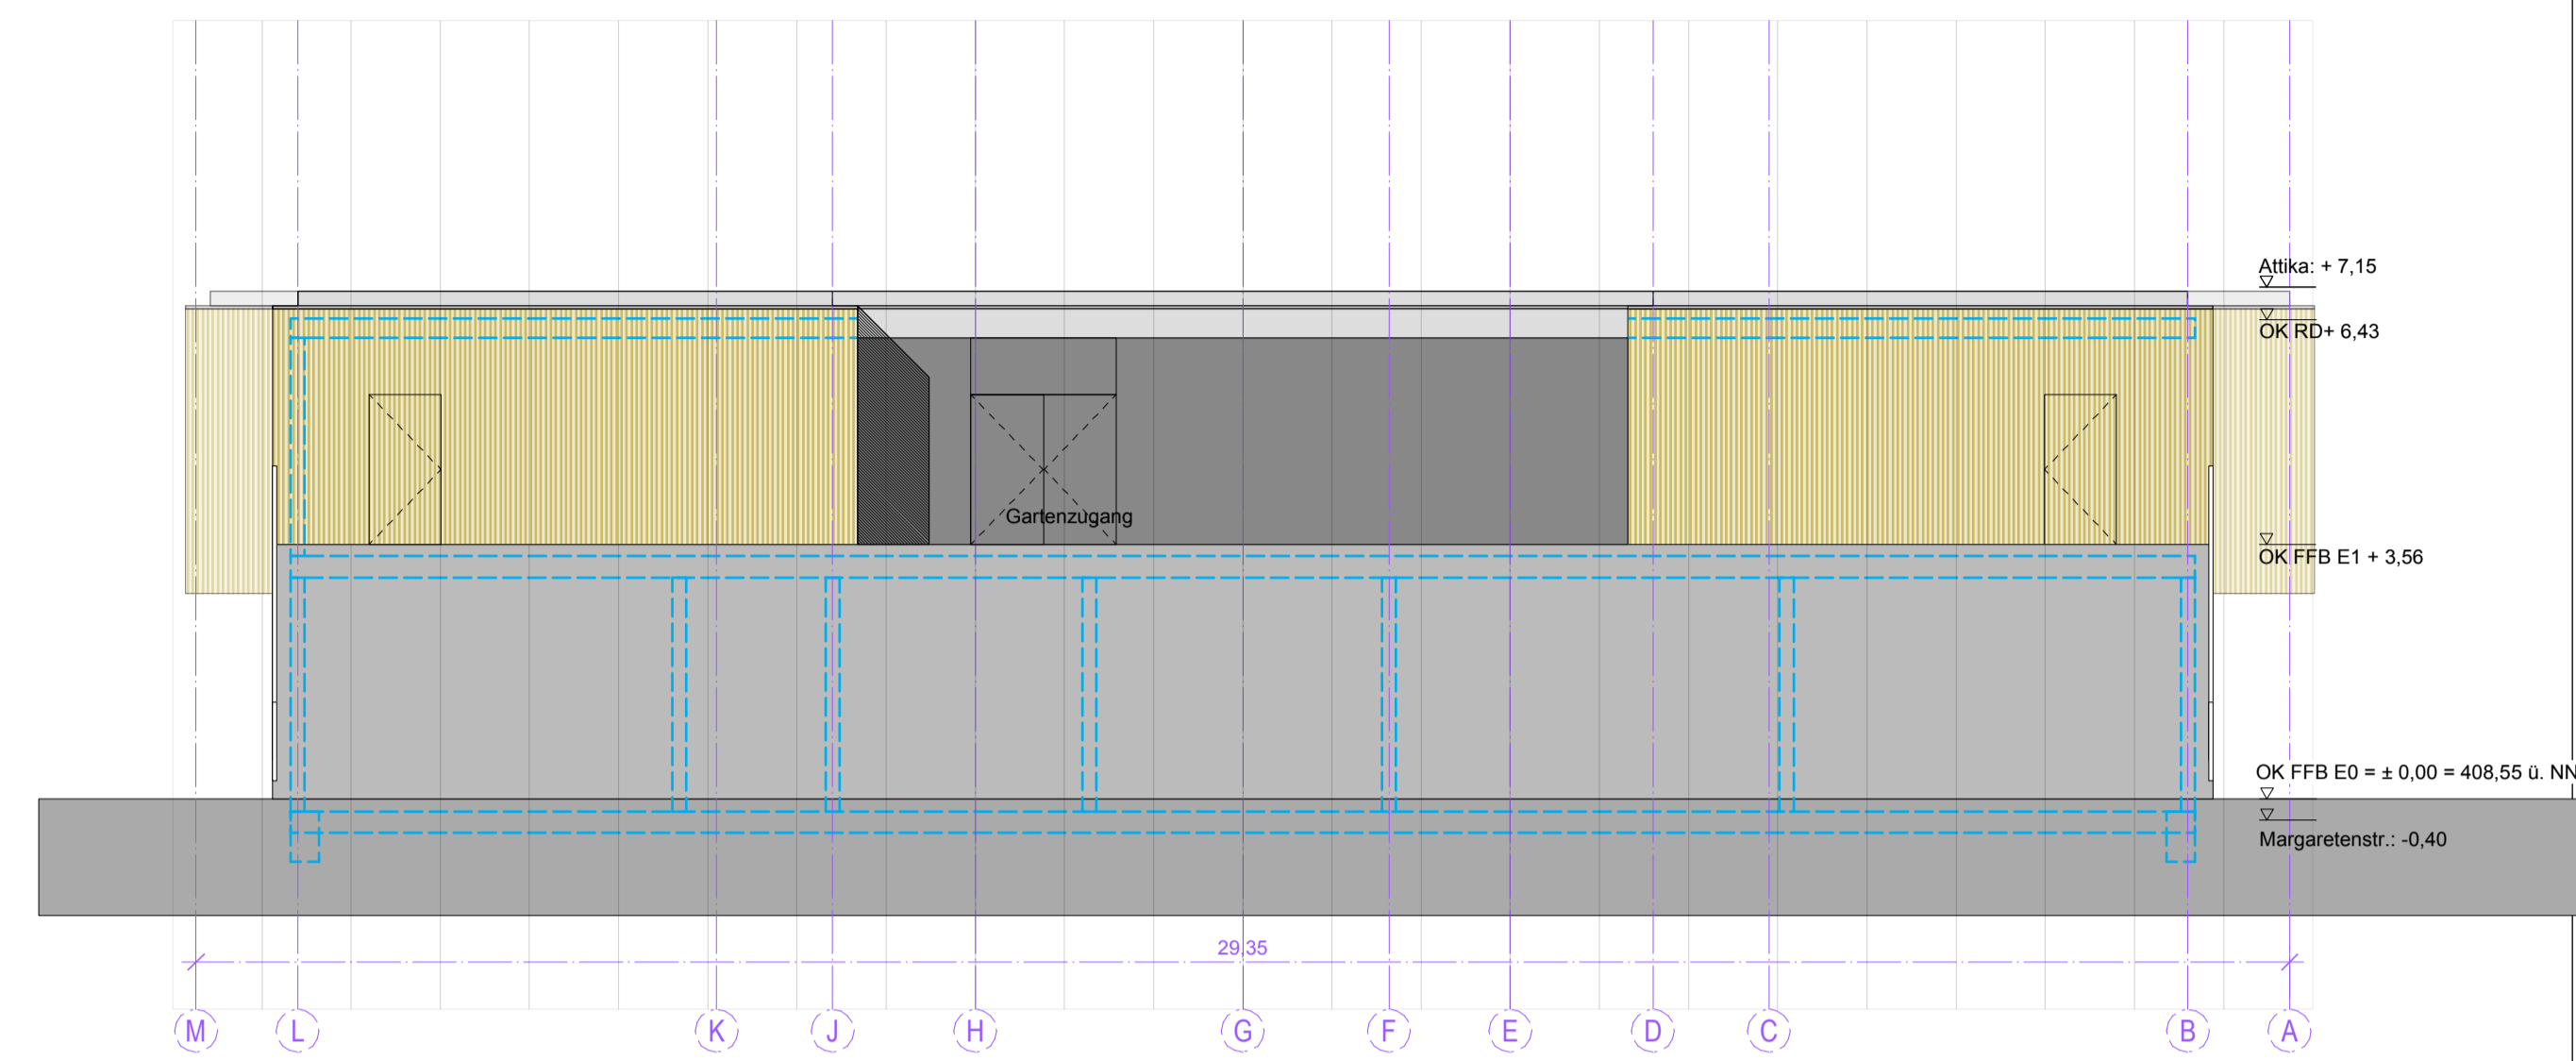 Attika: + 7,15
OK RD+ 6,43
Gartenzugang
OK FFB E1 + 3,56
OK FFB E0 = ± 0,00 = 408,55 ü. NN
Margaretenstr.: -0,40
29,35
M L K J H G F E D C B A